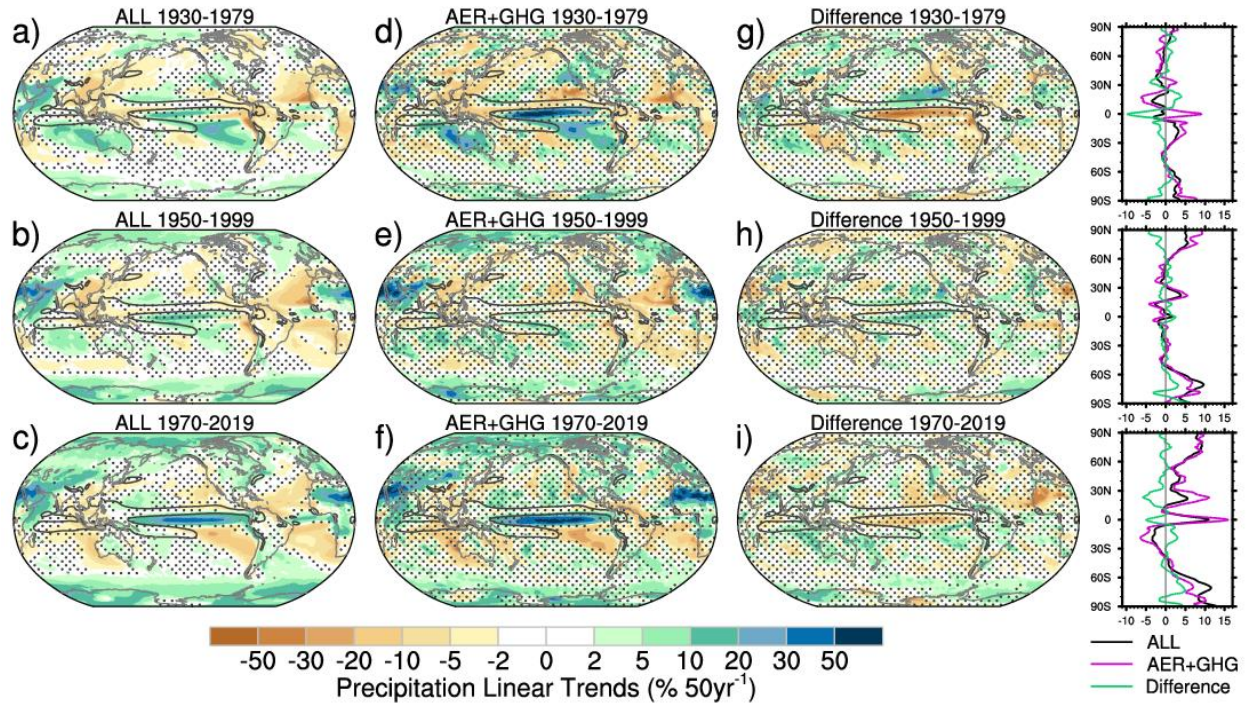 ALL 1930-1979
AER+GHG 1930-1979
Difference 1930-1979
a)
d)
g)
90N
60N
30N
0
30S
60S
90S
-10 -5 0 5 10 15
ALL 1950-1999
AER+GHG 1950-1999
Difference 1950-1999
b)
e)
h)
90N
60N
30N
0
30S
60S
90S
-10 -5 0 5 10 15
ALL 1970-2019
AER+GHG 1970-2019
Difference 1970-2019
c)
f)
i)
90N
60N
30N
0
30S
60S
90S
-10 -5 0 5 10 15
-50 -30 -20 -10 -5 -2 0 2 5 10 20 30 50
Precipitation Linear Trends (% 50yr⁻¹)
ALL
AER+GHG
Difference